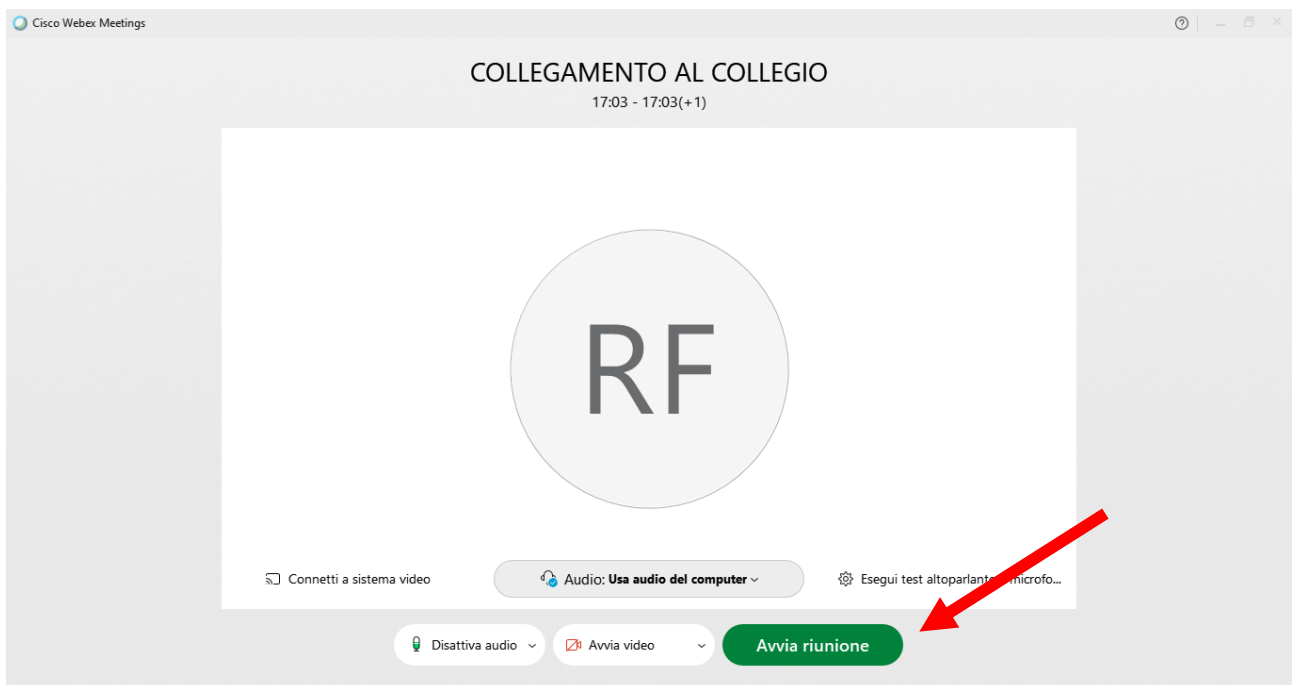 Cisco Webex Meetings
COLLEGAMENTO AL COLLEGIO
17:03 - 17:03(+1)
RF
Connetti a sistema video
Audio: Usa audio del computer
Esegui test altoparlante microfo...
Disattiva audio
Avvia video
Avvia riunione